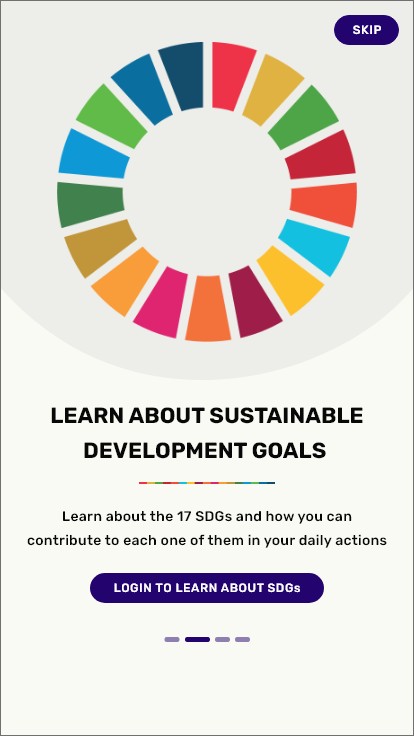 SKIP
LEARN ABOUT SUSTAINABLE
DEVELOPMENT GOALS
Learn about the 17 SDGs and how you can
contribute to each one of them in your daily actions
LOGIN TO LEARN ABOUT SDGs